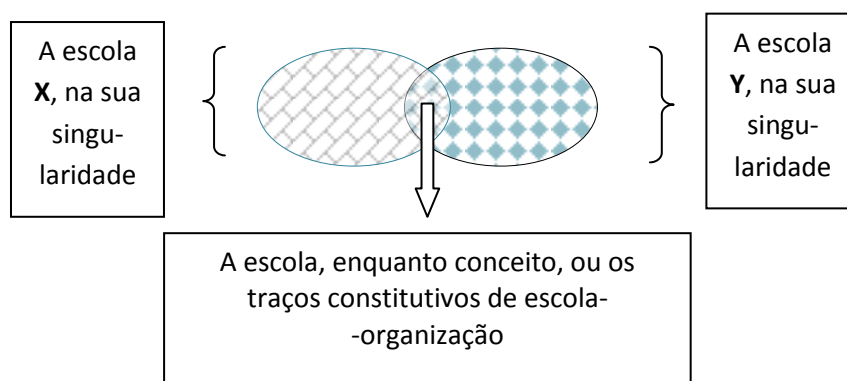 A escola
X, na sua
singu-
laridade
A escola
Y, na sua
singu-
laridade
A escola, enquanto conceito, ou os
traços constitutivos de escola-
-organização